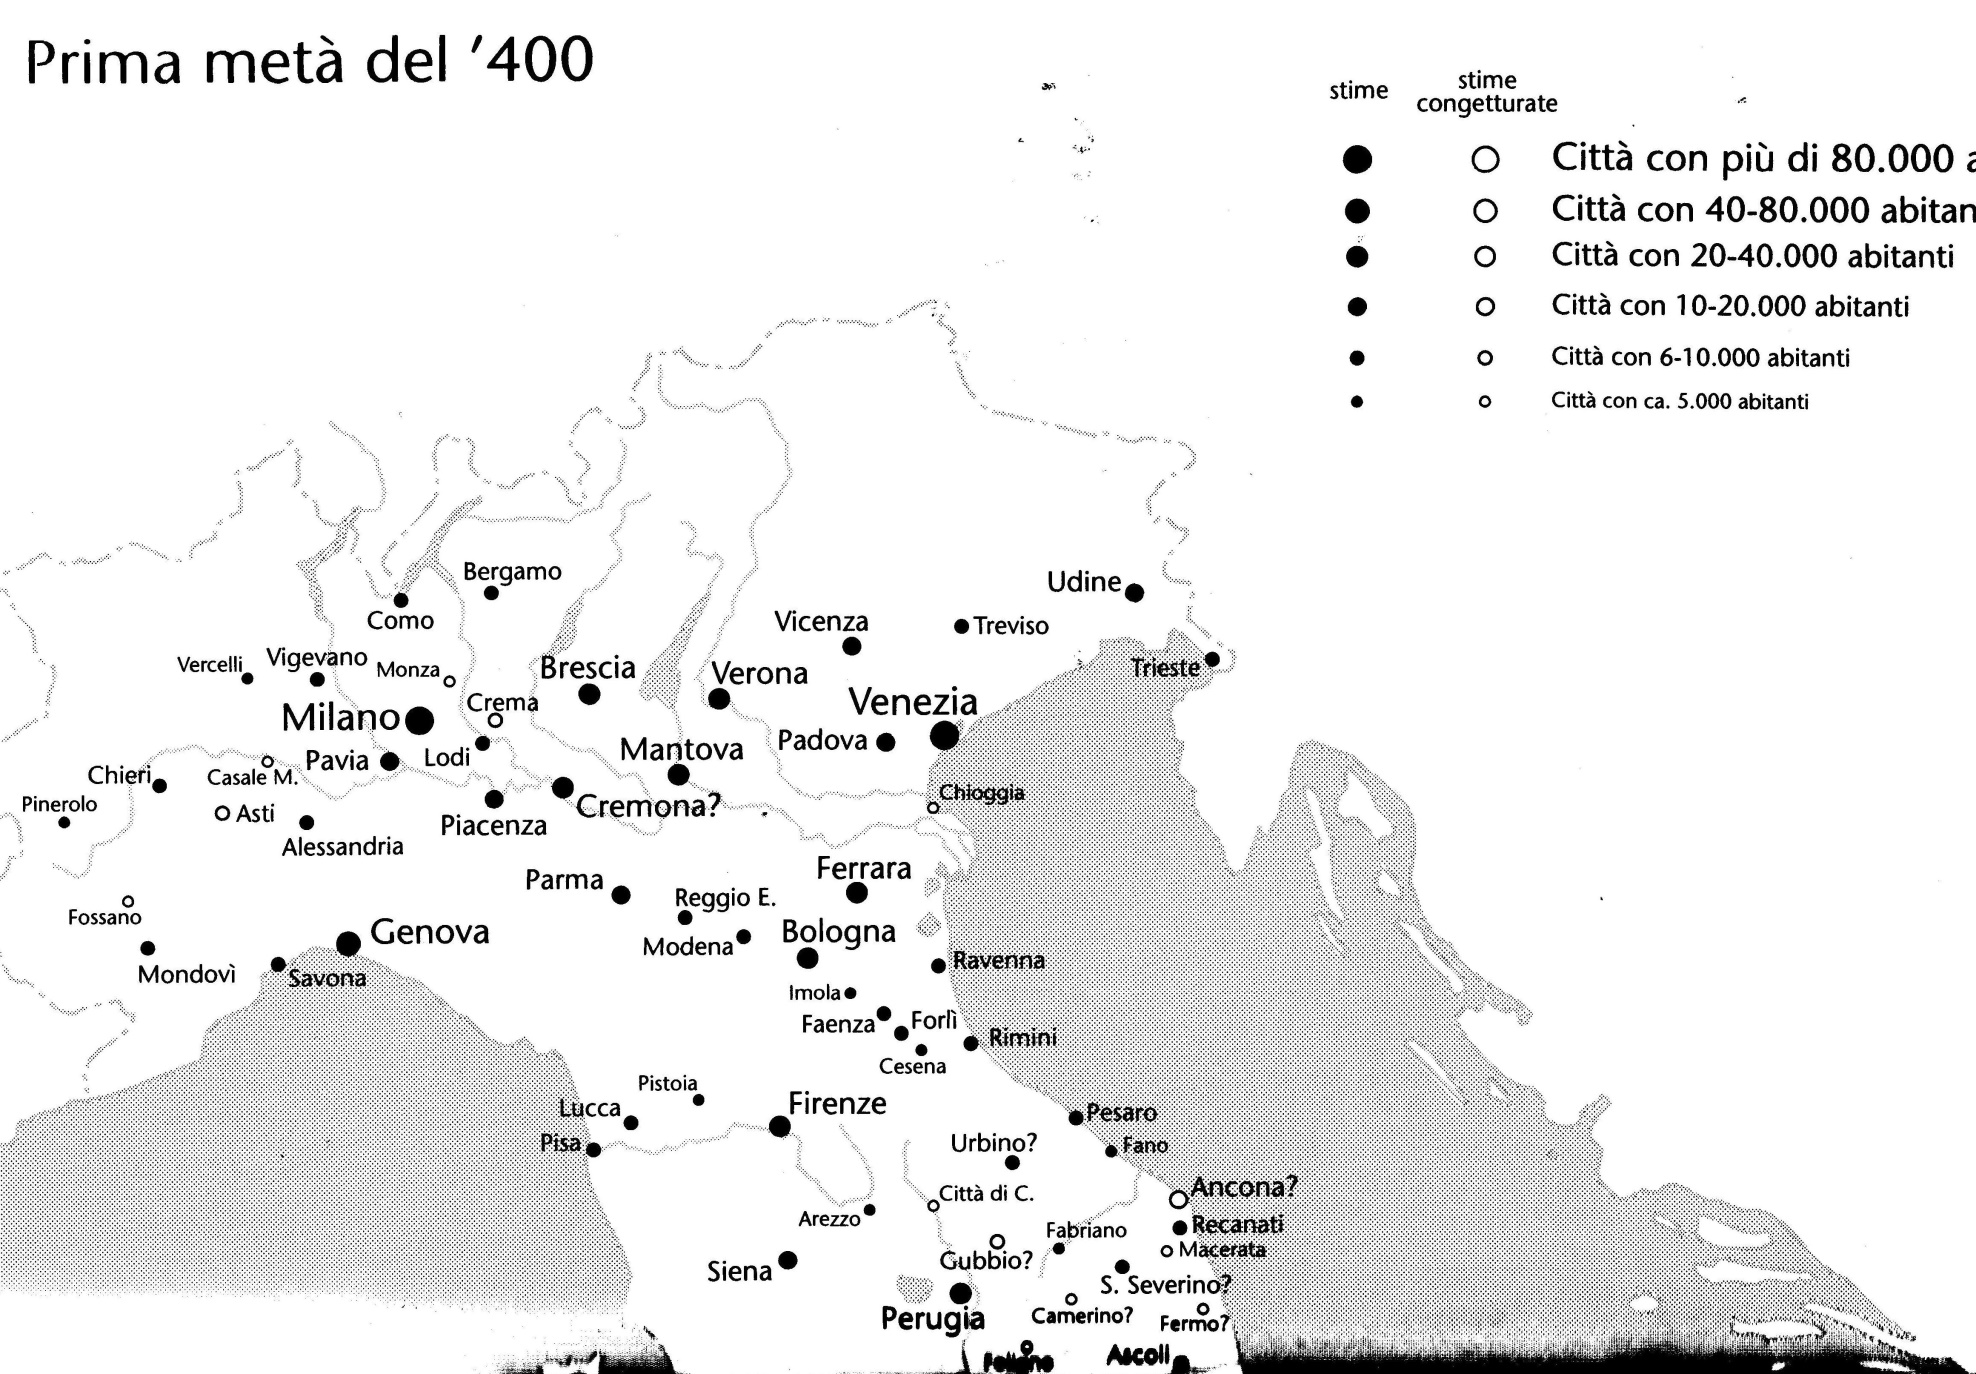 Prima metà del '400
stime
stime
congetturate
Città con più di 80.000 a
Città con 40-80.000 abitan
Città con 20-40.000 abitanti
Città con 10-20.000 abitanti
Città con 6-10.000 abitanti
Città con ca. 5.000 abitanti
Bergamo
Udine
Como
Vicenza
Treviso
Vercelli
Vigevano
Monza
Brescia
Verona
Trieste
Milano
Crema
Venezia
Pavia
Lodi
Mantova
Padova
Chieri
Casale M.
Chioggia
Pinerolo
Asti
Cremona?
Piacenza
Alessandria
Parma
Ferrara
Reggio E.
Fossano
Genova
Modena
Bologna
Mondovì
Savona
Ravenna
Imola
Faenza
Forlì
Rimini
Cesena
Pistoia
Lucca
Firenze
Pesaro
Pisa
Urbino?
Fano
Città di C.
Ancona?
Arezzo
Fabriano
Recanati
Macerata
Gubbio?
Siena
S. Severino?
Perugia
Camerino?
Fermo?
Ascoli